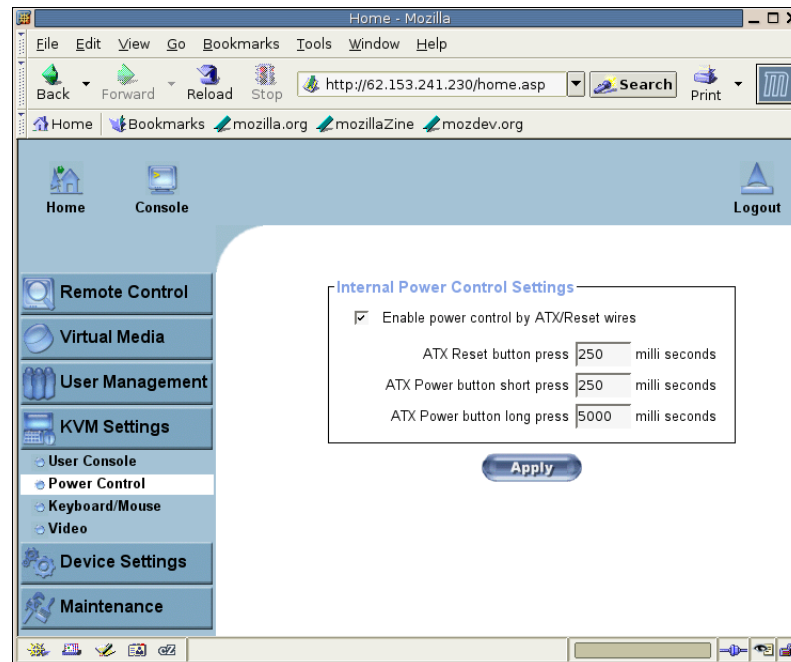 Home - Mozilla
File Edit View Go Bookmarks Tools Window Help
Back Forward Reload Stop http://62.153.241.230/home.asp Search Print
Home Bookmarks mozilla.org mozillaZine mozdev.org
Home Console Logout
Remote Control
Virtual Media
User Management
KVM Settings
User Console
Power Control
Keyboard/Mouse
Video
Device Settings
Maintenance
Internal Power Control Settings
Enable power control by ATX/Reset wires
ATX Reset button press 250 milli seconds
ATX Power button short press 250 milli seconds
ATX Power button long press 5000 milli seconds
Apply